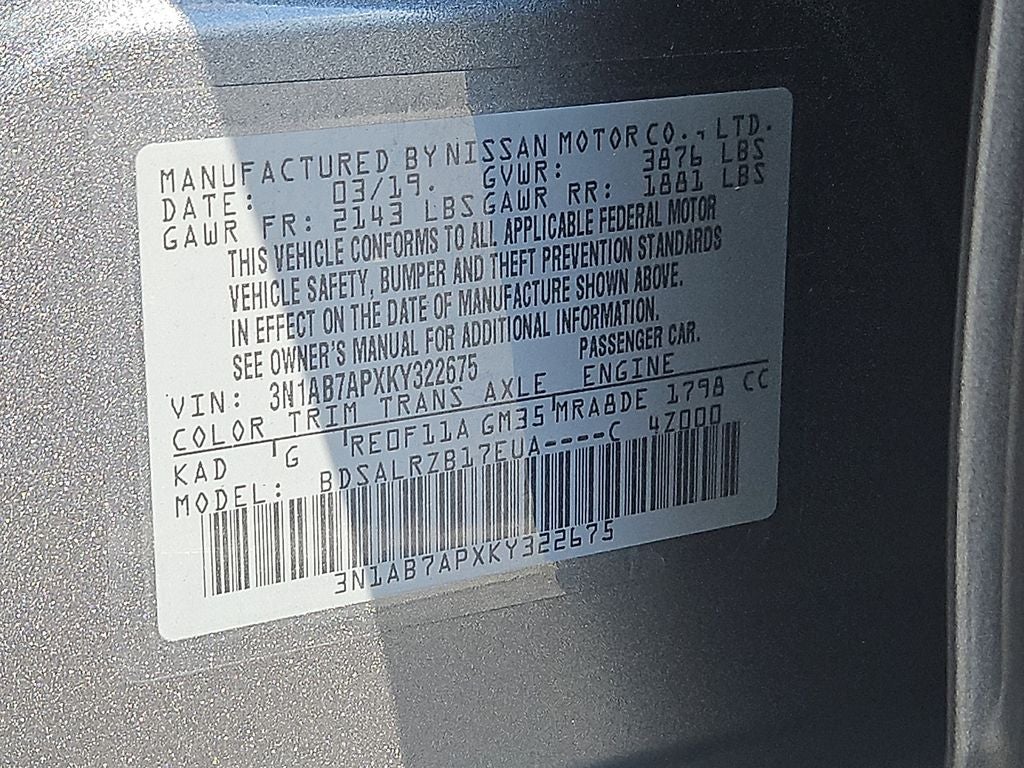 MANUFACTURED BY NISSAN MOTOR CO., LTD.
DATE: 03/19. GVWR: 3876 LBS
GAWR FR: 2143 LBS GAWR RR: 1881 LBS
THIS VEHICLE CONFORMS TO ALL APPLICABLE FEDERAL MOTOR
VEHICLE SAFETY, BUMPER AND THEFT PREVENTION STANDARDS
IN EFFECT ON THE DATE OF MANUFACTURE SHOWN ABOVE.
SEE OWNER'S MANUAL FOR ADDITIONAL INFORMATION.
VIN: 3N1AB7APXKY322675 PASSENGER CAR.
COLOR TRIM TRANS AXLE ENGINE
KAD G RE0F11A GM35 MRA8DE 1798 CC
MODEL: BDSALRZB17EUA----C 4Z000
3N1AB7APXKY322675